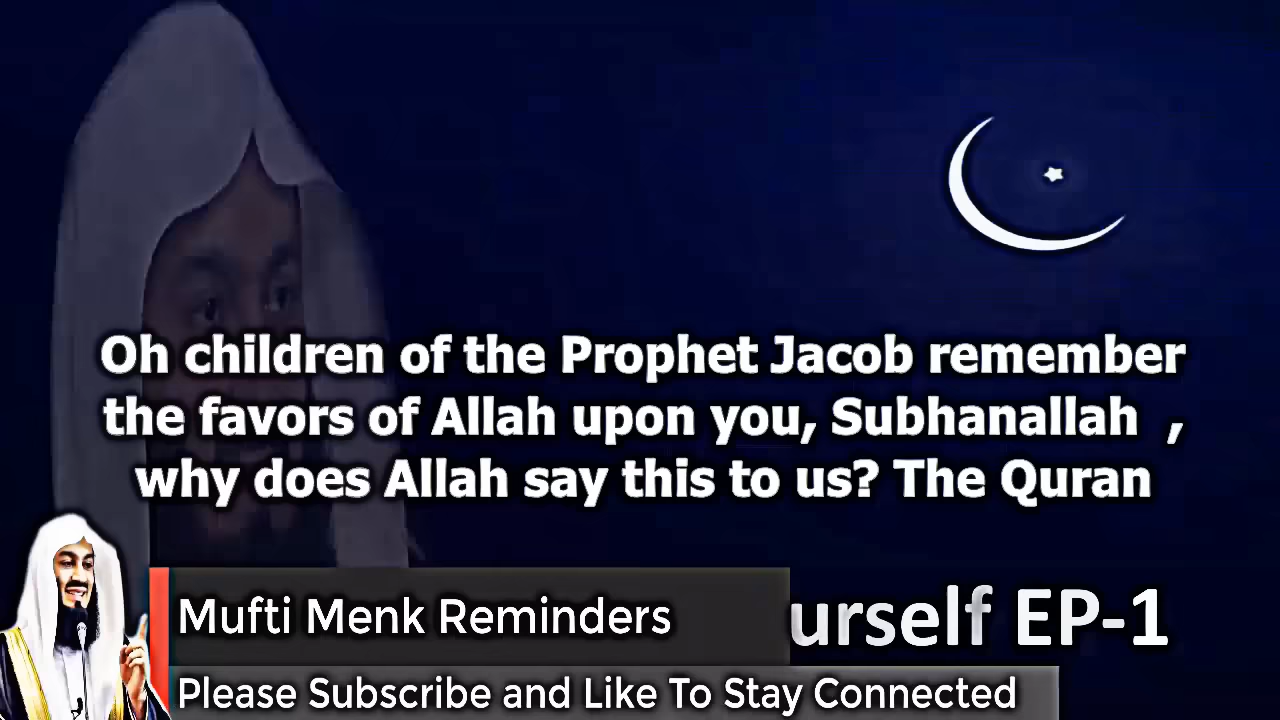 Oh children of the Prophet Jacob remember
the favors of Allah upon you, Subhanallah  ,
why does Allah say this to us? The Quran
Mufti Menk Reminders
urself EP-1
Please Subscribe and Like To Stay Connected